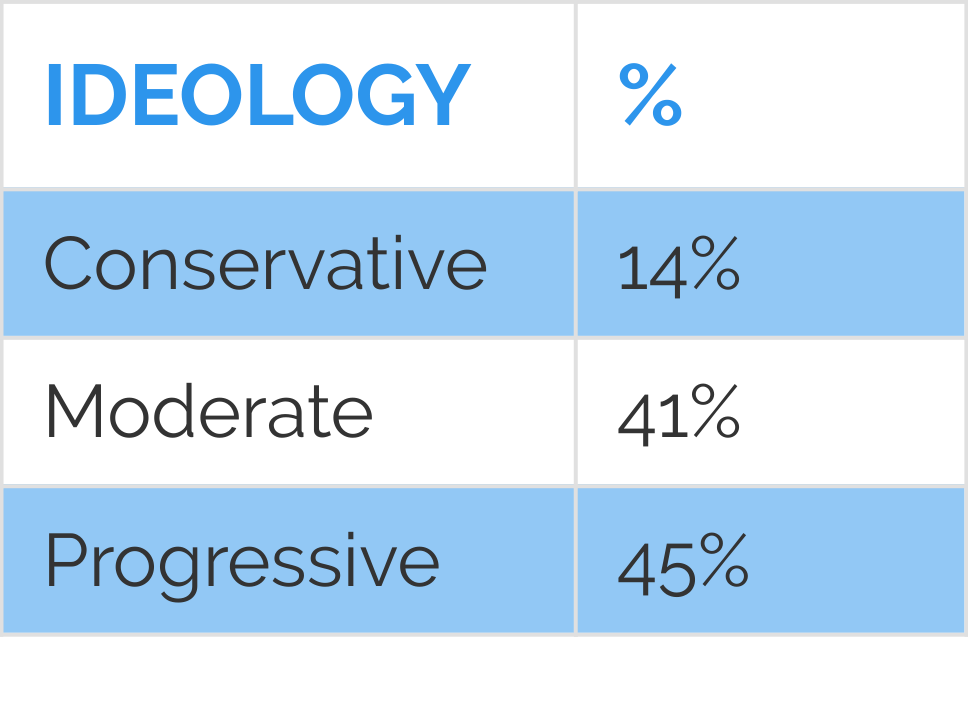 IDEOLOGY %
Conservative 14%
Moderate 41%
Progressive 45%